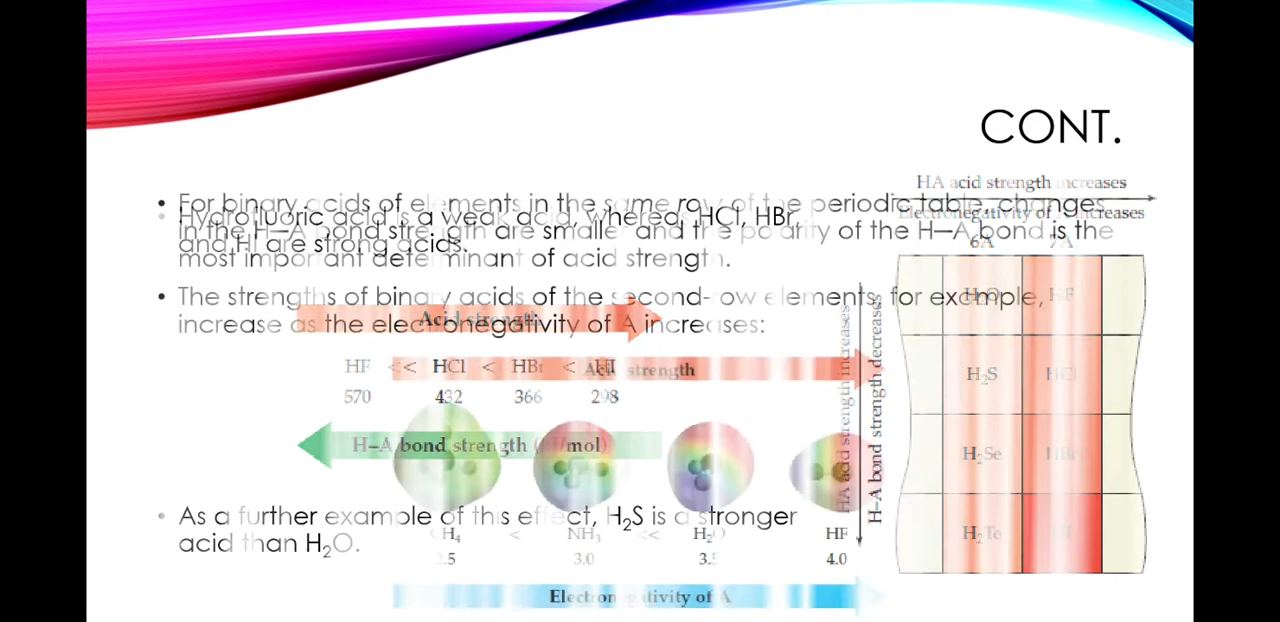 CONT.
• For binary acids of elements in the same row of the periodic table, changes
in the H—A bond strength are smaller and the polarity of the H—A bond is the
most important determinant of acid strength.
• The strengths of binary acids of the second-row elements, for example,
increase as the electronegativity of A increases:
Acid strength
CH4 < NH3 << H2O HF
2.5 3.0 3.5 4.0
Electronegativity of A
• Hydrofluoric acid is a weak acid, whereas HCl, HBr,
and HI are strong acids.
Acid strength
HF << HCl < HBr < HI
570 432 366 298
H–A bond strength (kJ/mol)
• As a further example of this effect, H2S is a stronger
acid than H2O.
HA acid strength increases
Electronegativity of increases
6A 7A
H2O HF
H2S HCl
H2Se HBr
H2Te
HA acid strength increases
H–A bond strength decreases